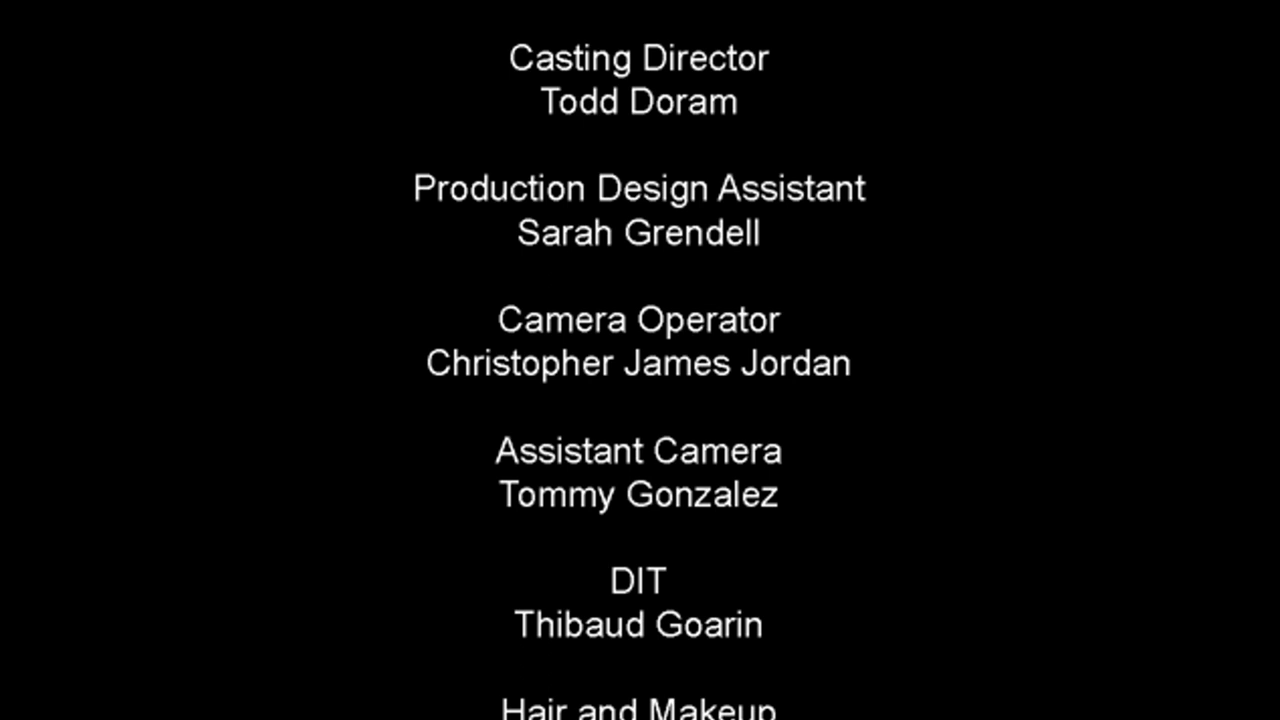 Casting Director
Todd Doram
Production Design Assistant
Sarah Grendell
Camera Operator
Christopher James Jordan
Assistant Camera
Tommy Gonzalez
DIT
Thibaud Goarin
Hair and Makeup